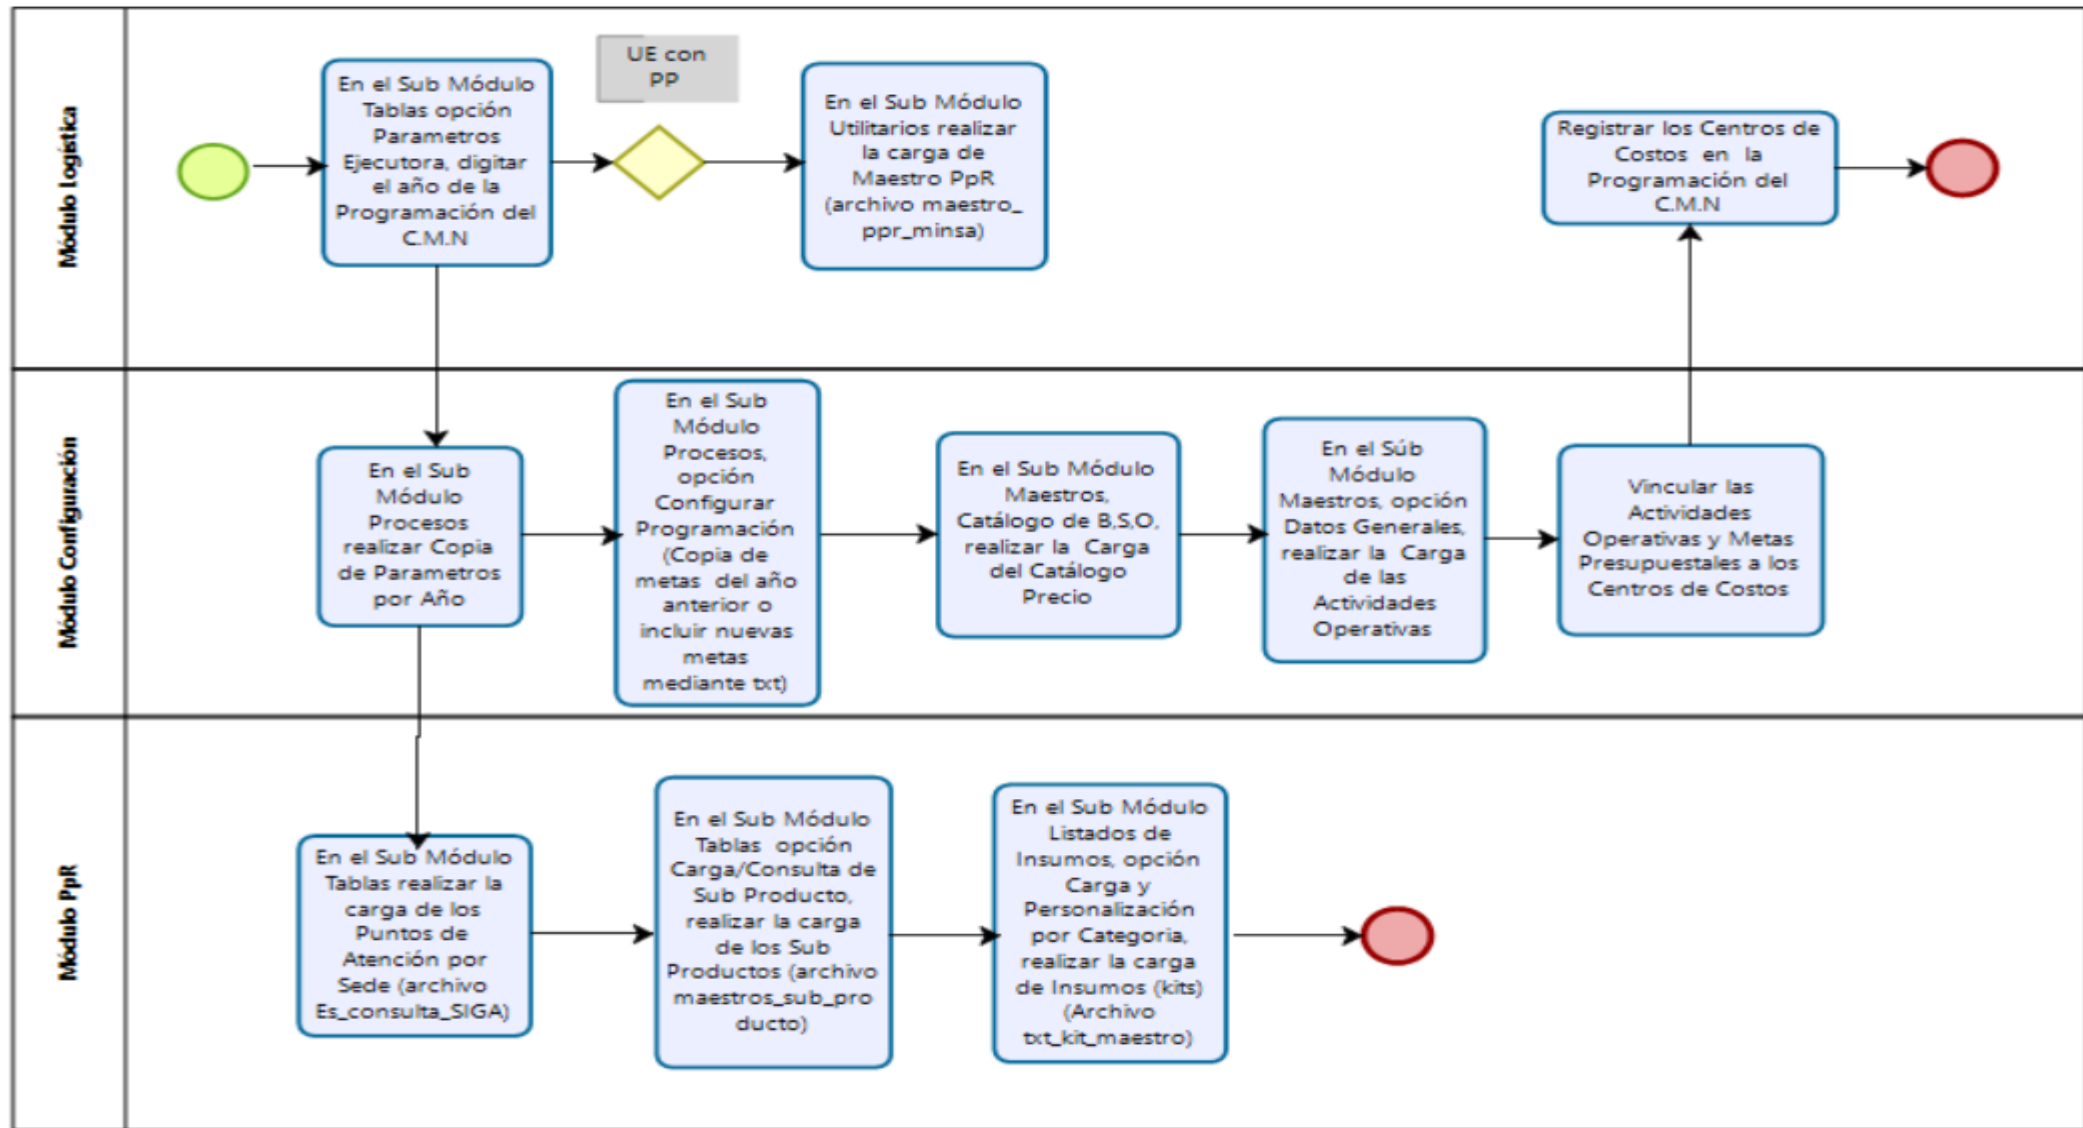 Módulo logística
En el Sub Módulo
Tablas opción
Parametros
Ejecutora, digitar
el año de la
Programación del
C.M.N
UE con
PP
En el Sub Módulo
Utilitarios realizar
la carga de
Maestro PpR
(archivo maestro_
ppr_minsa)
Registrar los Centros de
Costos en la
Programación del
C.M.N
Módulo Configuración
En el Sub
Módulo
Procesos
realizar Copia
de Parametros
por Año
En el Sub
Módulo
Procesos,
opción
Configurar
Programación
(Copia de
metas del año
anterior o
incluir nuevas
metas
mediante txt)
En el Sub Módulo
Maestros,
Catálogo de B,S,O,
realizar la Carga
del Catálogo
Precio
En el Súb
Módulo
Maestros, opción
Datos Generales,
realizar la Carga
de las
Actividades
Operativas
Vincular las
Actividades
Operativas y Metas
Presupuestales a los
Centros de Costos
Módulo PpR
En el Sub Módulo
Tablas realizar la
carga de los
Puntos de
Atención por
Sede (archivo
Es_consulta_SIGA)
En el Sub Módulo
Tablas opción
Carga/Consulta de
Sub Producto,
realizar la carga
de los Sub
Productos (archivo
maestros_sub_pro
ducto)
En el Sub Módulo
Listados de
Insumos, opción
Carga y
Personalización
por Categoria,
realizar la carga
de Insumos (kits)
(Archivo
txt_kit_maestro)